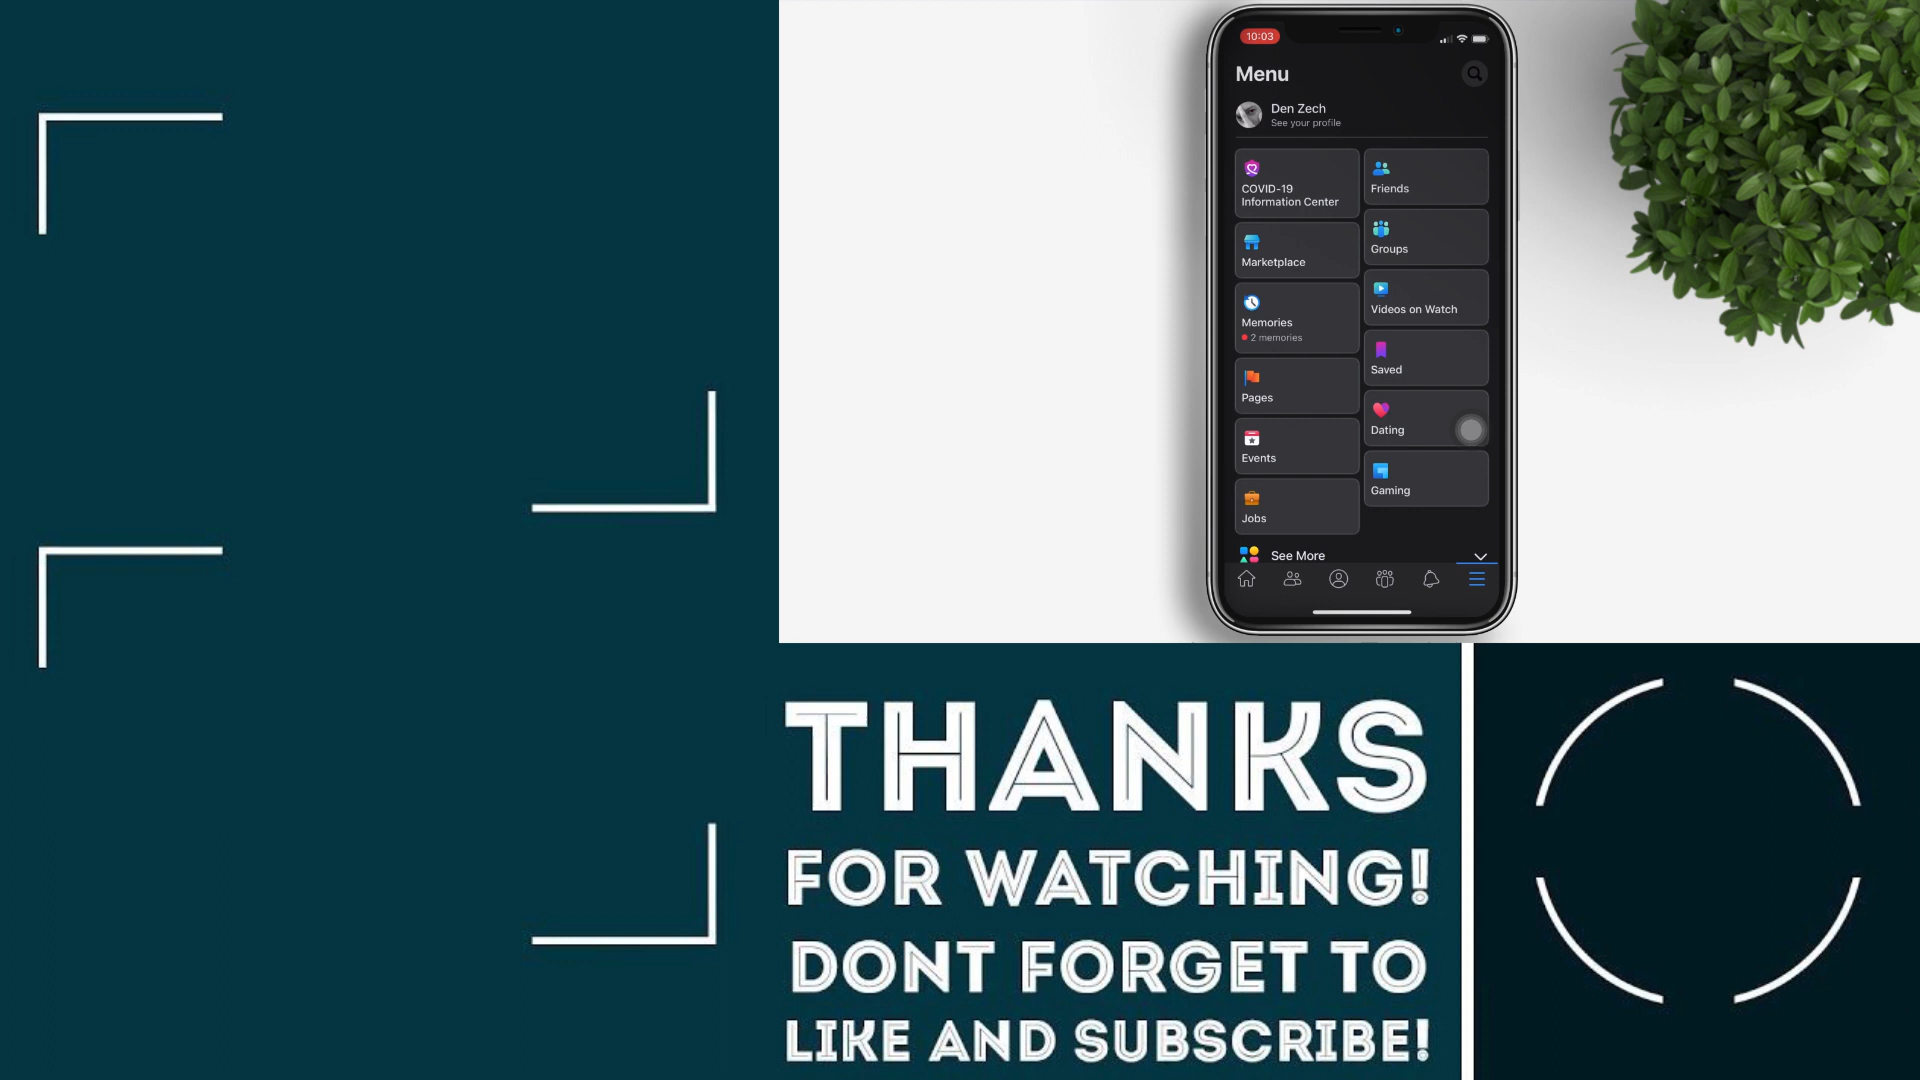 10:03
Menu
Den Zech
See your profile
COVID-19
Information Center
Friends
Marketplace
Groups
Memories
2 memories
Videos on Watch
Pages
Saved
Events
Dating
Jobs
Gaming
See More
THANKS
FOR WATCHING!
DONT FORGET TO
LIKE AND SUBSCRIBE!